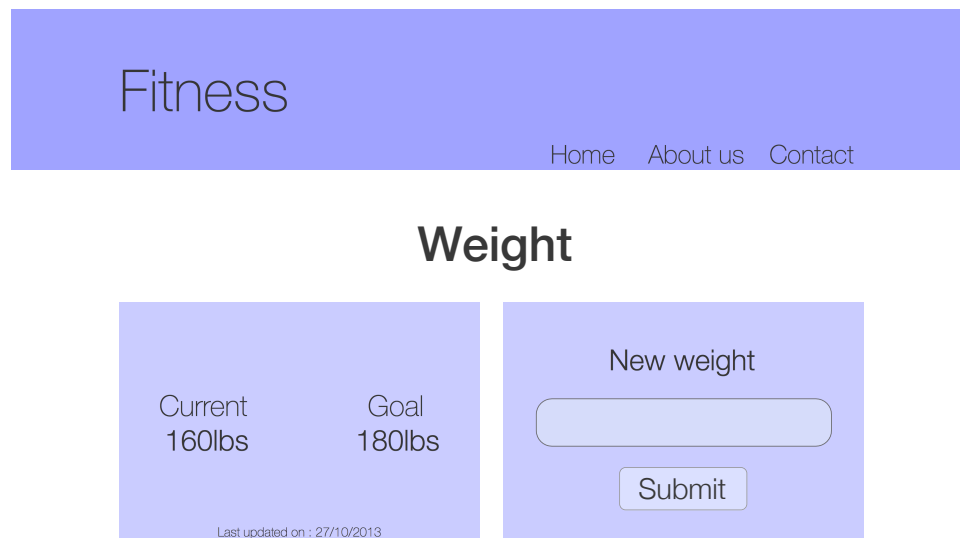 Fitness
Home About us Contact
Weight
Current Goal
160lbs 180lbs
Last updated on : 27/10/2013
New weight
Submit